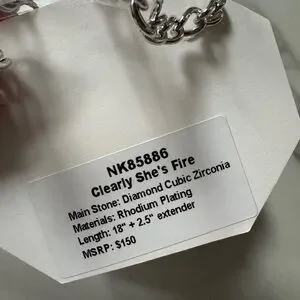 NK85886
Clearly She's Fire
Main Stone: Diamond Cubic Zirconia
Materials: Rhodium Plating
Length: 18" + 2.5" extender
MSRP: $150